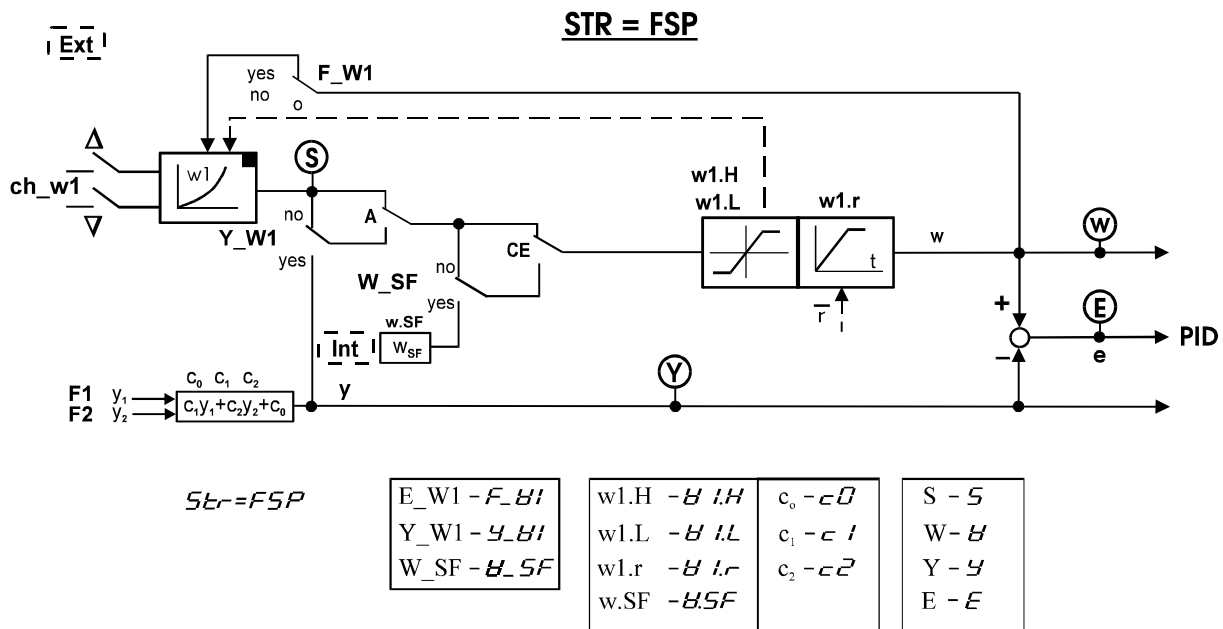 STR = FSP
Ext
F_W1
yes
no
o
ch_w1
w1
S
Y_W1
no
yes
A
W_SF
no
yes
CE
w.SF
Int
w_SF
w1.H
w1.L
w1.r
t
r
w
W
+
−
E
e
PID
F1
F2
y₁
y₂
c₀ c₁ c₂
c₁y₁+c₂y₂+c₀
y
Y
Str=FSP
E_W1 - F_W1
Y_W1 - y_W1
W_SF - W_SF
w1.H - W1.H
w1.L - W1.L
w1.r - W1.r
w.SF - W.SF
cₒ - c0
c₁ - c1
c₂ - c2
S - S
W - W
Y - y
E - E